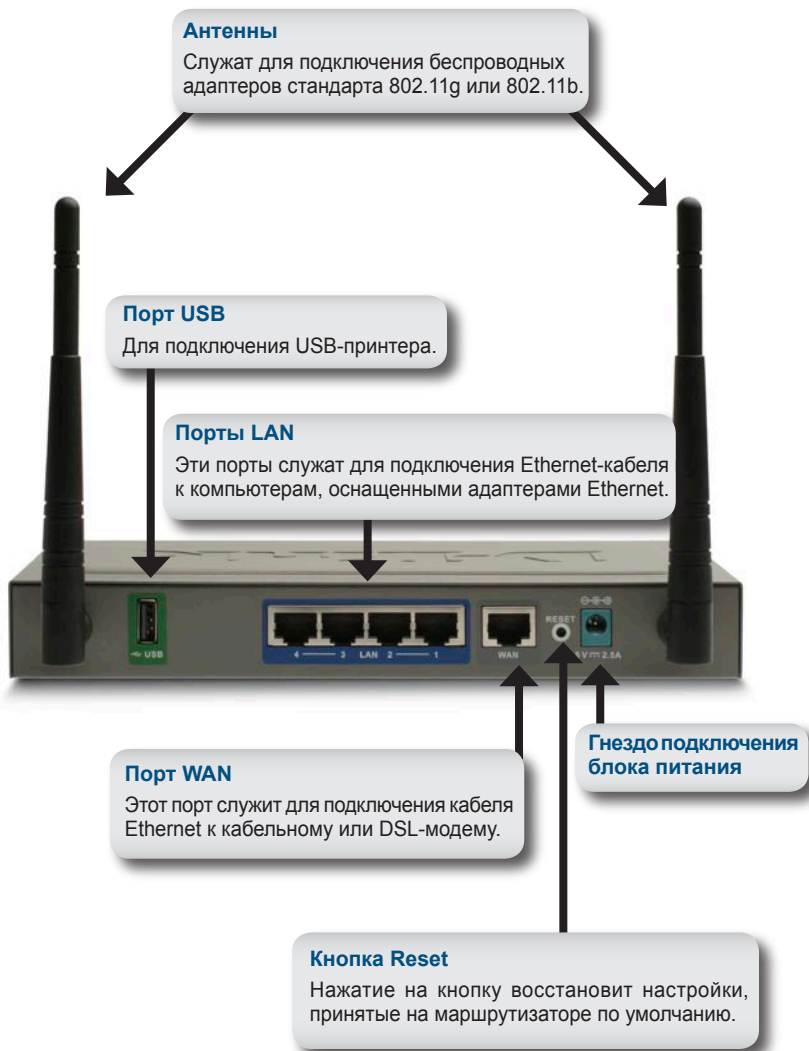 Антенны
Служат для подключения беспроводных
адаптеров стандарта 802.11g или 802.11b.
Порт USB
Для подключения USB-принтера.
Порты LAN
Эти порты служат для подключения Ethernet-кабеля
к компьютерам, оснащенными адаптерами Ethernet.
USB
4 3 LAN 2 1
WAN
RESET
V 2.5A
Гнездо подключения
блока питания
Порт WAN
Этот порт служит для подключения кабеля
Ethernet к кабельному или DSL-модему.
Кнопка Reset
Нажатие на кнопку восстановит настройки,
принятые на маршрутизаторе по умолчанию.